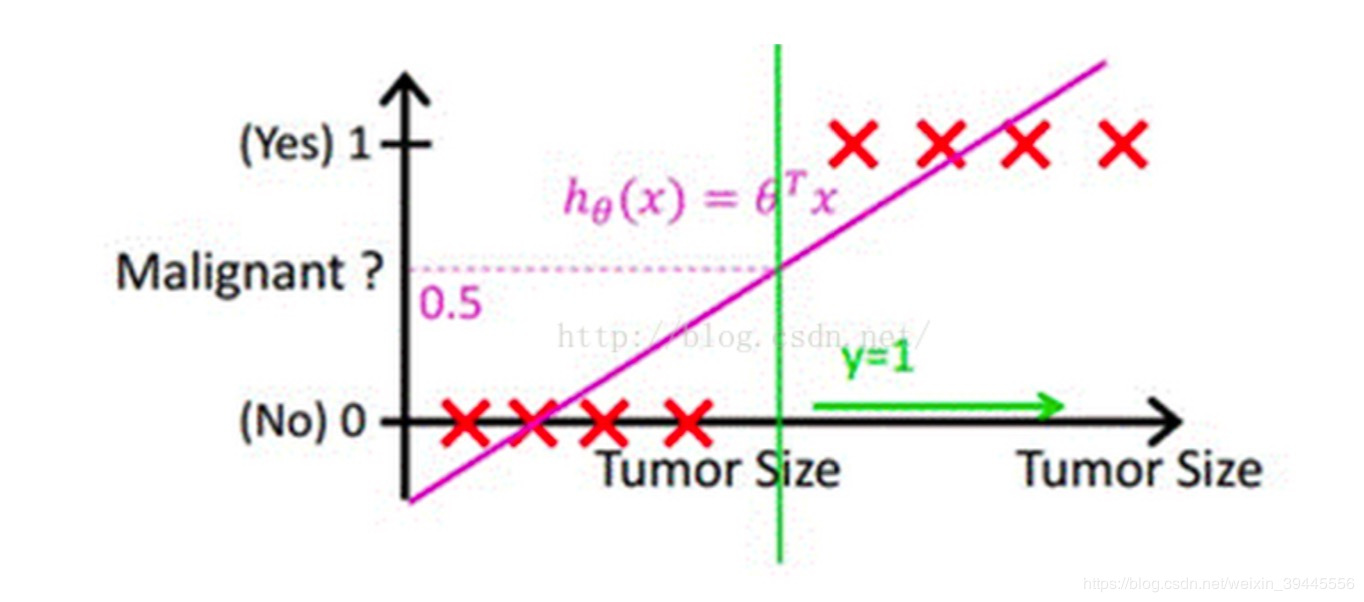 (Yes) 1
hθ(x) = θᵀx
Malignant ?
0.5
http://blog.csdn.net/
y=1
(No) 0
Tumor Size
Tumor Size
https://blog.csdn.net/weixin_39445556